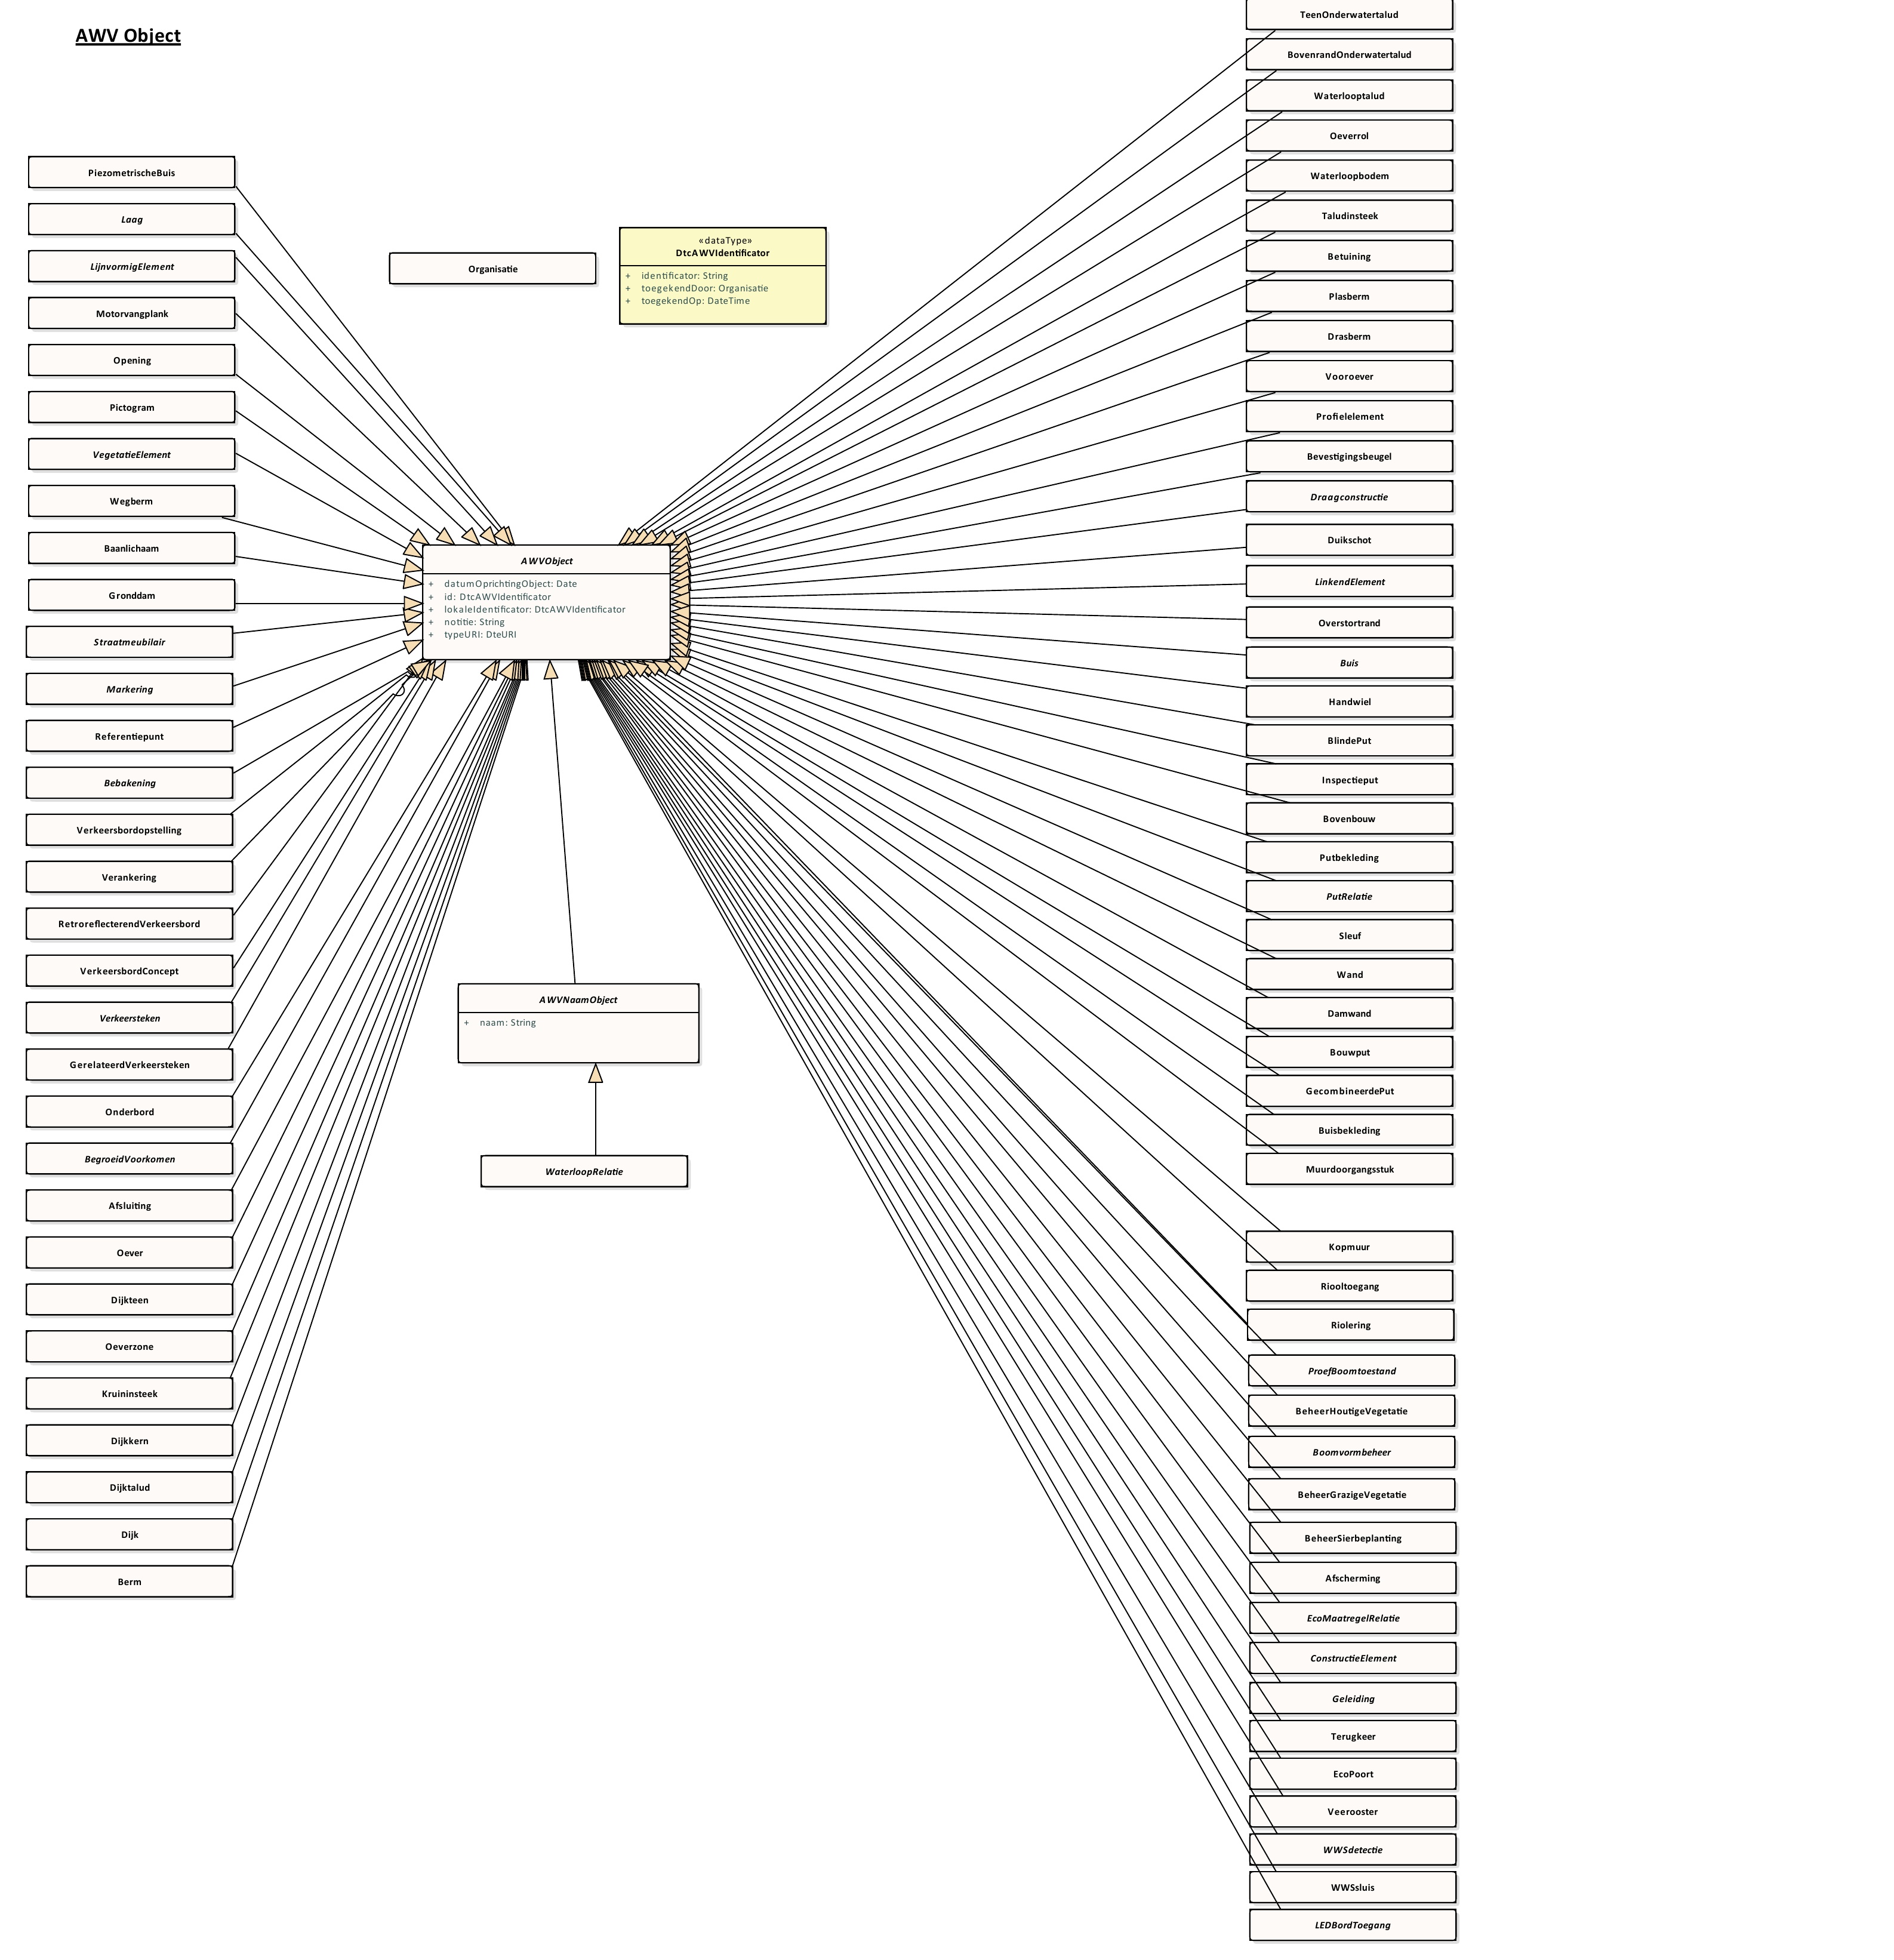 AWV Object
PiezometrischeBuis
Laag
LijnvormigElement
Motorvangplank
Opening
Pictogram
VegetatieElement
Wegberm
Baanlichaam
Gronddam
Straatmeubilair
Markering
Referentiepunt
Bebakening
Verkeersbordopstelling
Verankering
RetroreflecterendVerkeersbord
VerkeersbordConcept
Verkeersteken
GerelateerdVerkeersteken
Onderbord
BegroeidVoorkomen
Afsluiting
Oever
Dijkteen
Oeverzone
Kruininsteek
Dijkkern
Dijktalud
Dijk
Berm
Organisatie
«dataType»
DtcAWVIdentificator
+ identificator: String
+ toegekendDoor: Organisatie
+ toegekendOp: DateTime
AWVObject
+ datumOprichtingObject: Date
+ id: DtcAWVIdentificator
+ lokaleIdentificator: DtcAWVIdentificator
+ notitie: String
+ typeURI: DteURI
AWVNaamObject
+ naam: String
WaterloopRelatie
TeenOnderwatertalud
BovenrandOnderwatertalud
Waterlooptalud
Oeverrol
Waterloopbodem
Taludinsteek
Betuining
Plasberm
Drasberm
Vooroever
Profielelement
Bevestigingsbeugel
Draagconstructie
Duikschot
LinkendElement
Overstortrand
Buis
Handwiel
BlindePut
Inspectieput
Bovenbouw
Putbekleding
PutRelatie
Sleuf
Wand
Damwand
Bouwput
GecombineerdePut
Buisbekleding
Muurdoorgangsstuk
Kopmuur
Riooltoegang
Riolering
ProefBoomtoestand
BeheerHoutigeVegetatie
Boomvormbeheer
BeheerGrazigeVegetatie
BeheerSierbeplanting
Afscherming
EcoMaatregelRelatie
ConstructieElement
Geleiding
Terugkeer
EcoPoort
Veerooster
WWSdetectie
WWSsluis
LEDBordToegang